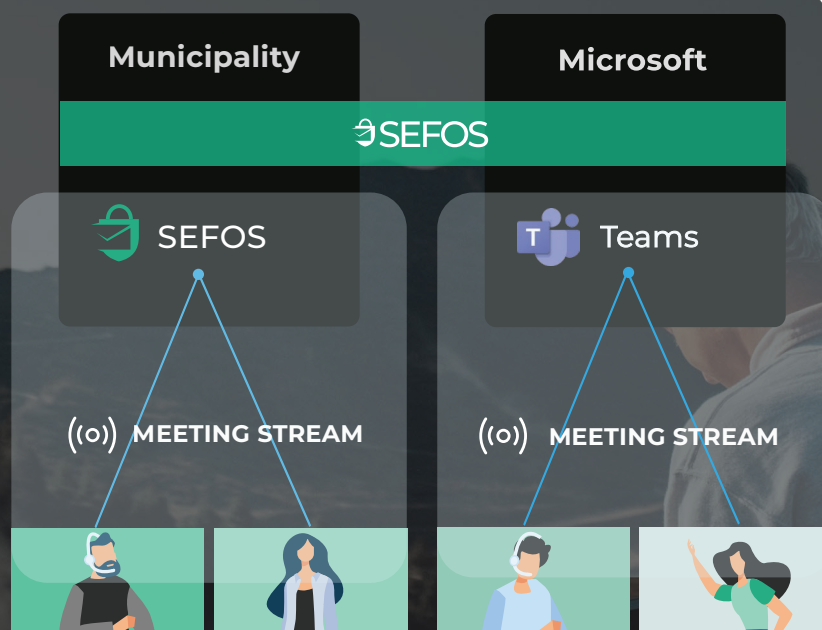 Municipality
Microsoft
SEFOS
SEFOS
T
Teams
MEETING STREAM
MEETING STREAM